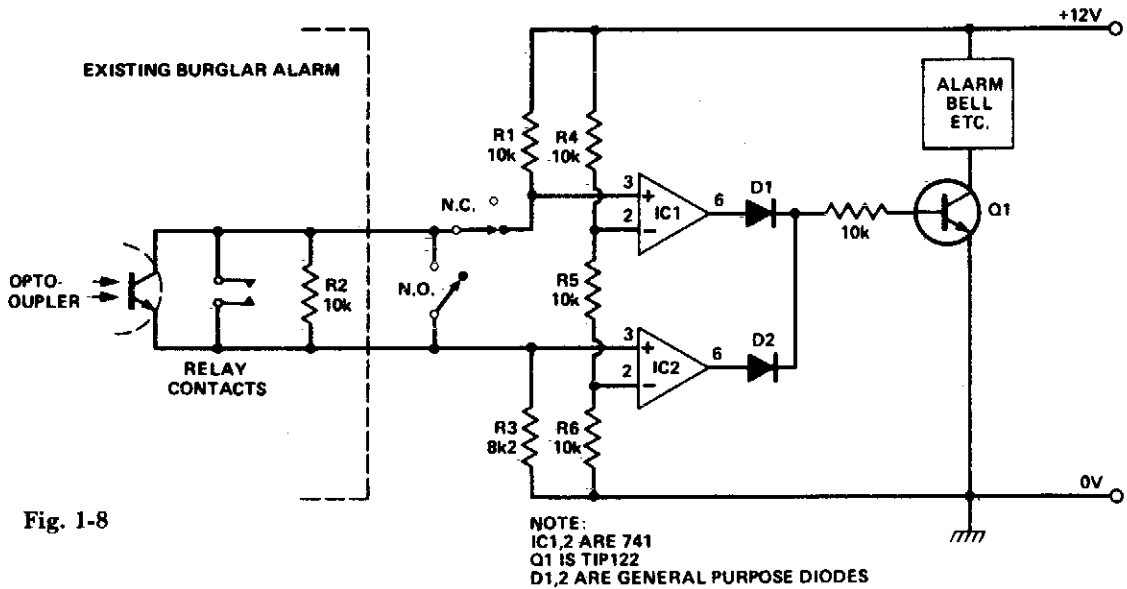 +12V
EXISTING BURGLAR ALARM
ALARM
BELL
ETC.
R1
10k
R4
10k
N.C.
3
+
2
−
IC1
6
D1
10k
Q1
OPTO-
OUPLER
R2
10k
N.O.
R5
10k
3
+
2
−
IC2
6
D2
RELAY
CONTACTS
R3
8k2
R6
10k
0V
Fig. 1-8
NOTE:
IC1,2 ARE 741
Q1 IS TIP122
D1,2 ARE GENERAL PURPOSE DIODES